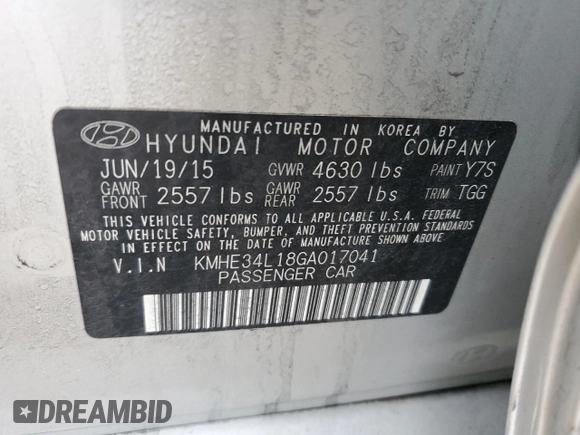 MANUFACTURED IN KOREA BY
HYUNDAI MOTOR COMPANY
JUN/19/15 GVWR 4630 lbs PAINT Y7S
GAWR FRONT 2557 lbs GAWR REAR 2557 lbs TRIM TGG
THIS VEHICLE CONFORMS TO ALL APPLICABLE U.S.A. FEDERAL
MOTOR VEHICLE SAFETY, BUMPER, AND THEFT PREVENTION STANDARDS
IN EFFECT ON THE DATE OF MANUFACTURE SHOWN ABOVE.
V.I.N KMHE34L18GA017041
PASSENGER CAR
DREAMBID